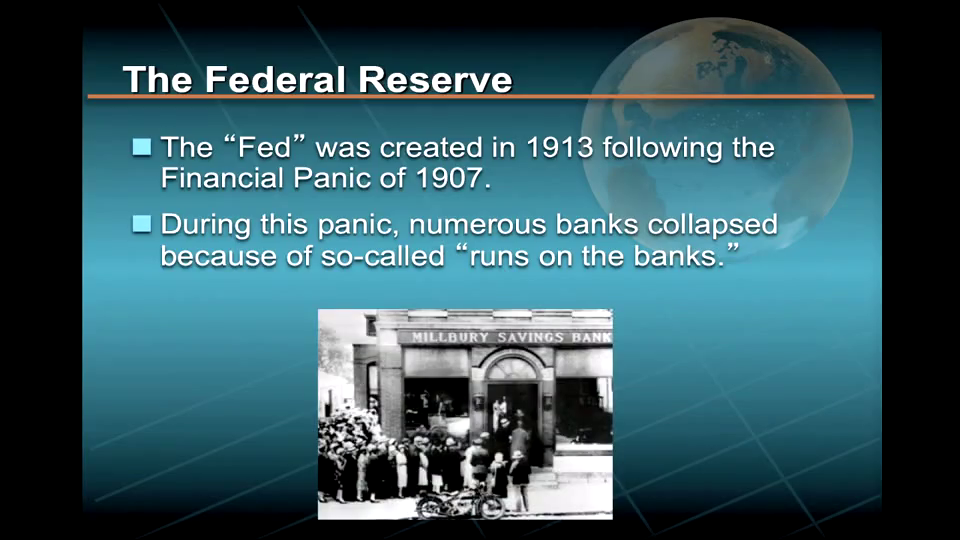 The Federal Reserve
The “Fed” was created in 1913 following the
Financial Panic of 1907.
During this panic, numerous banks collapsed
because of so-called “runs on the banks.”
MILLBURY SAVINGS BANK